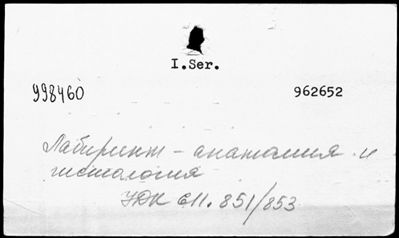 I.Ser.
998460 962652
Лабиринт - анатомия и
гистология
УДК 611.851/853